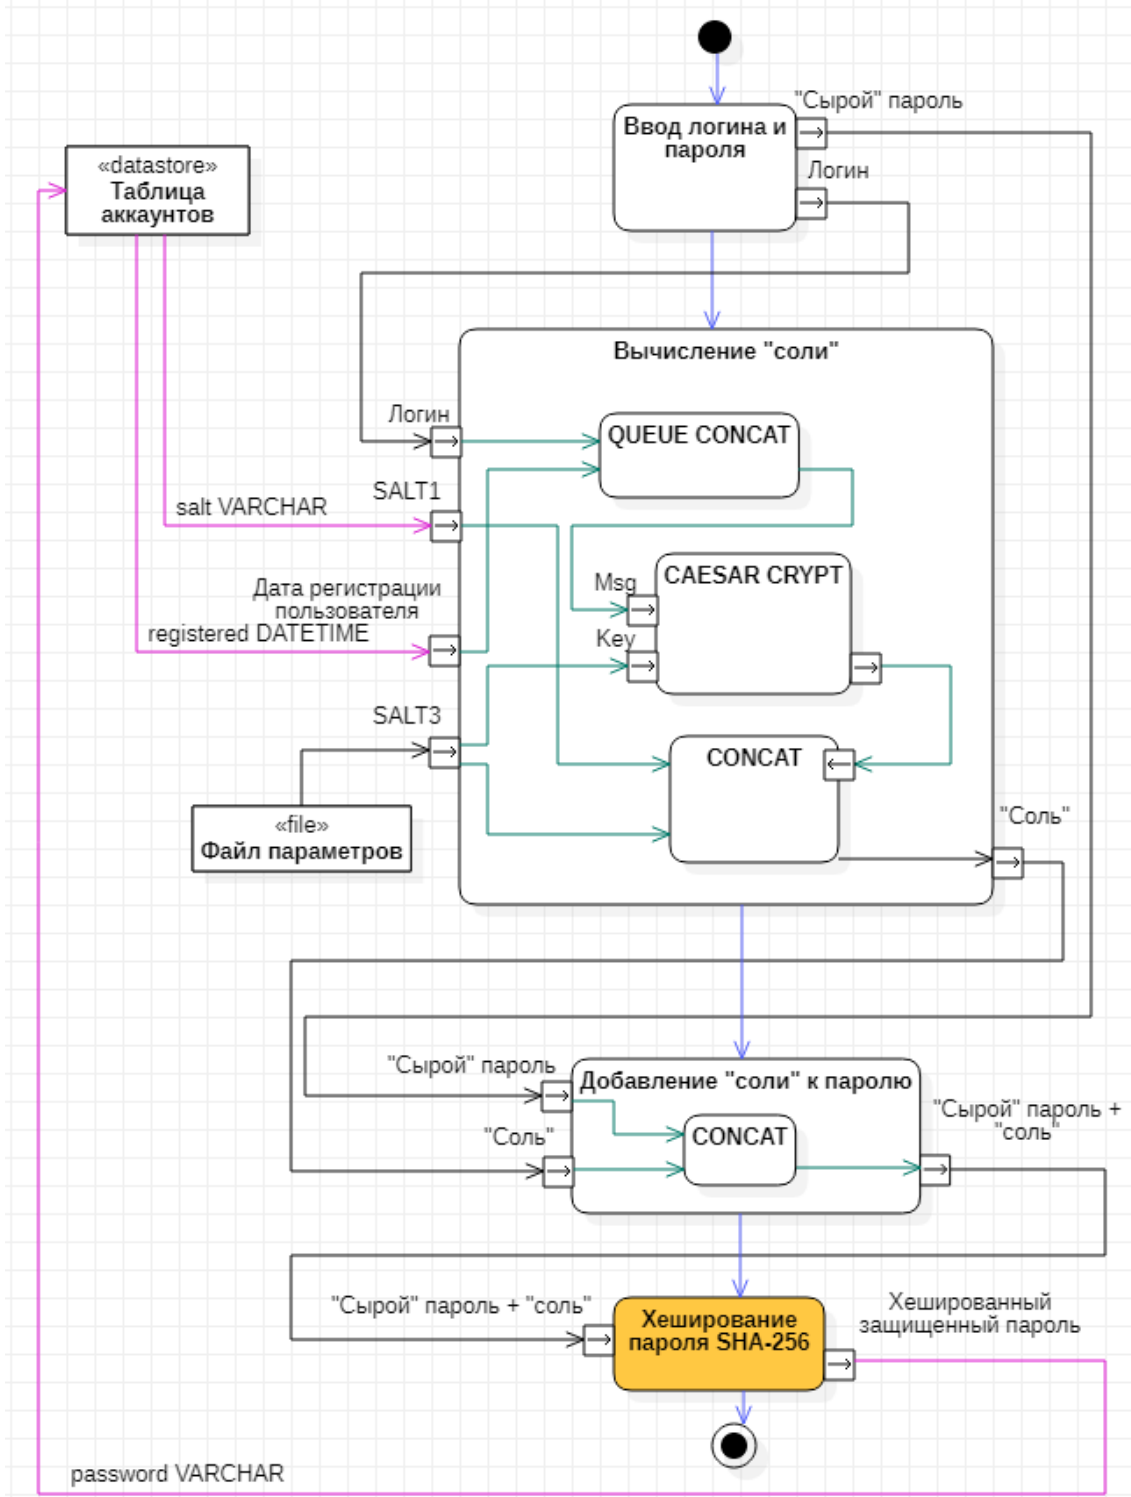 "Сырой" пароль
Ввод логина и
пароля
Логин
«datastore»
Таблица
аккаунтов
Вычисление "соли"
Логин
QUEUE CONCAT
SALT1
salt VARCHAR
CAESAR CRYPT
Msg
Дата регистрации
пользователя
registered DATETIME
Key
SALT3
CONCAT
«file»
Файл параметров
"Соль"
"Сырой" пароль
Добавление "соли" к паролю
"Сырой" пароль +
"соль"
"Соль"
CONCAT
"Сырой" пароль + "соль"
Хеширование
пароля SHA-256
Хешированный
защищенный пароль
password VARCHAR